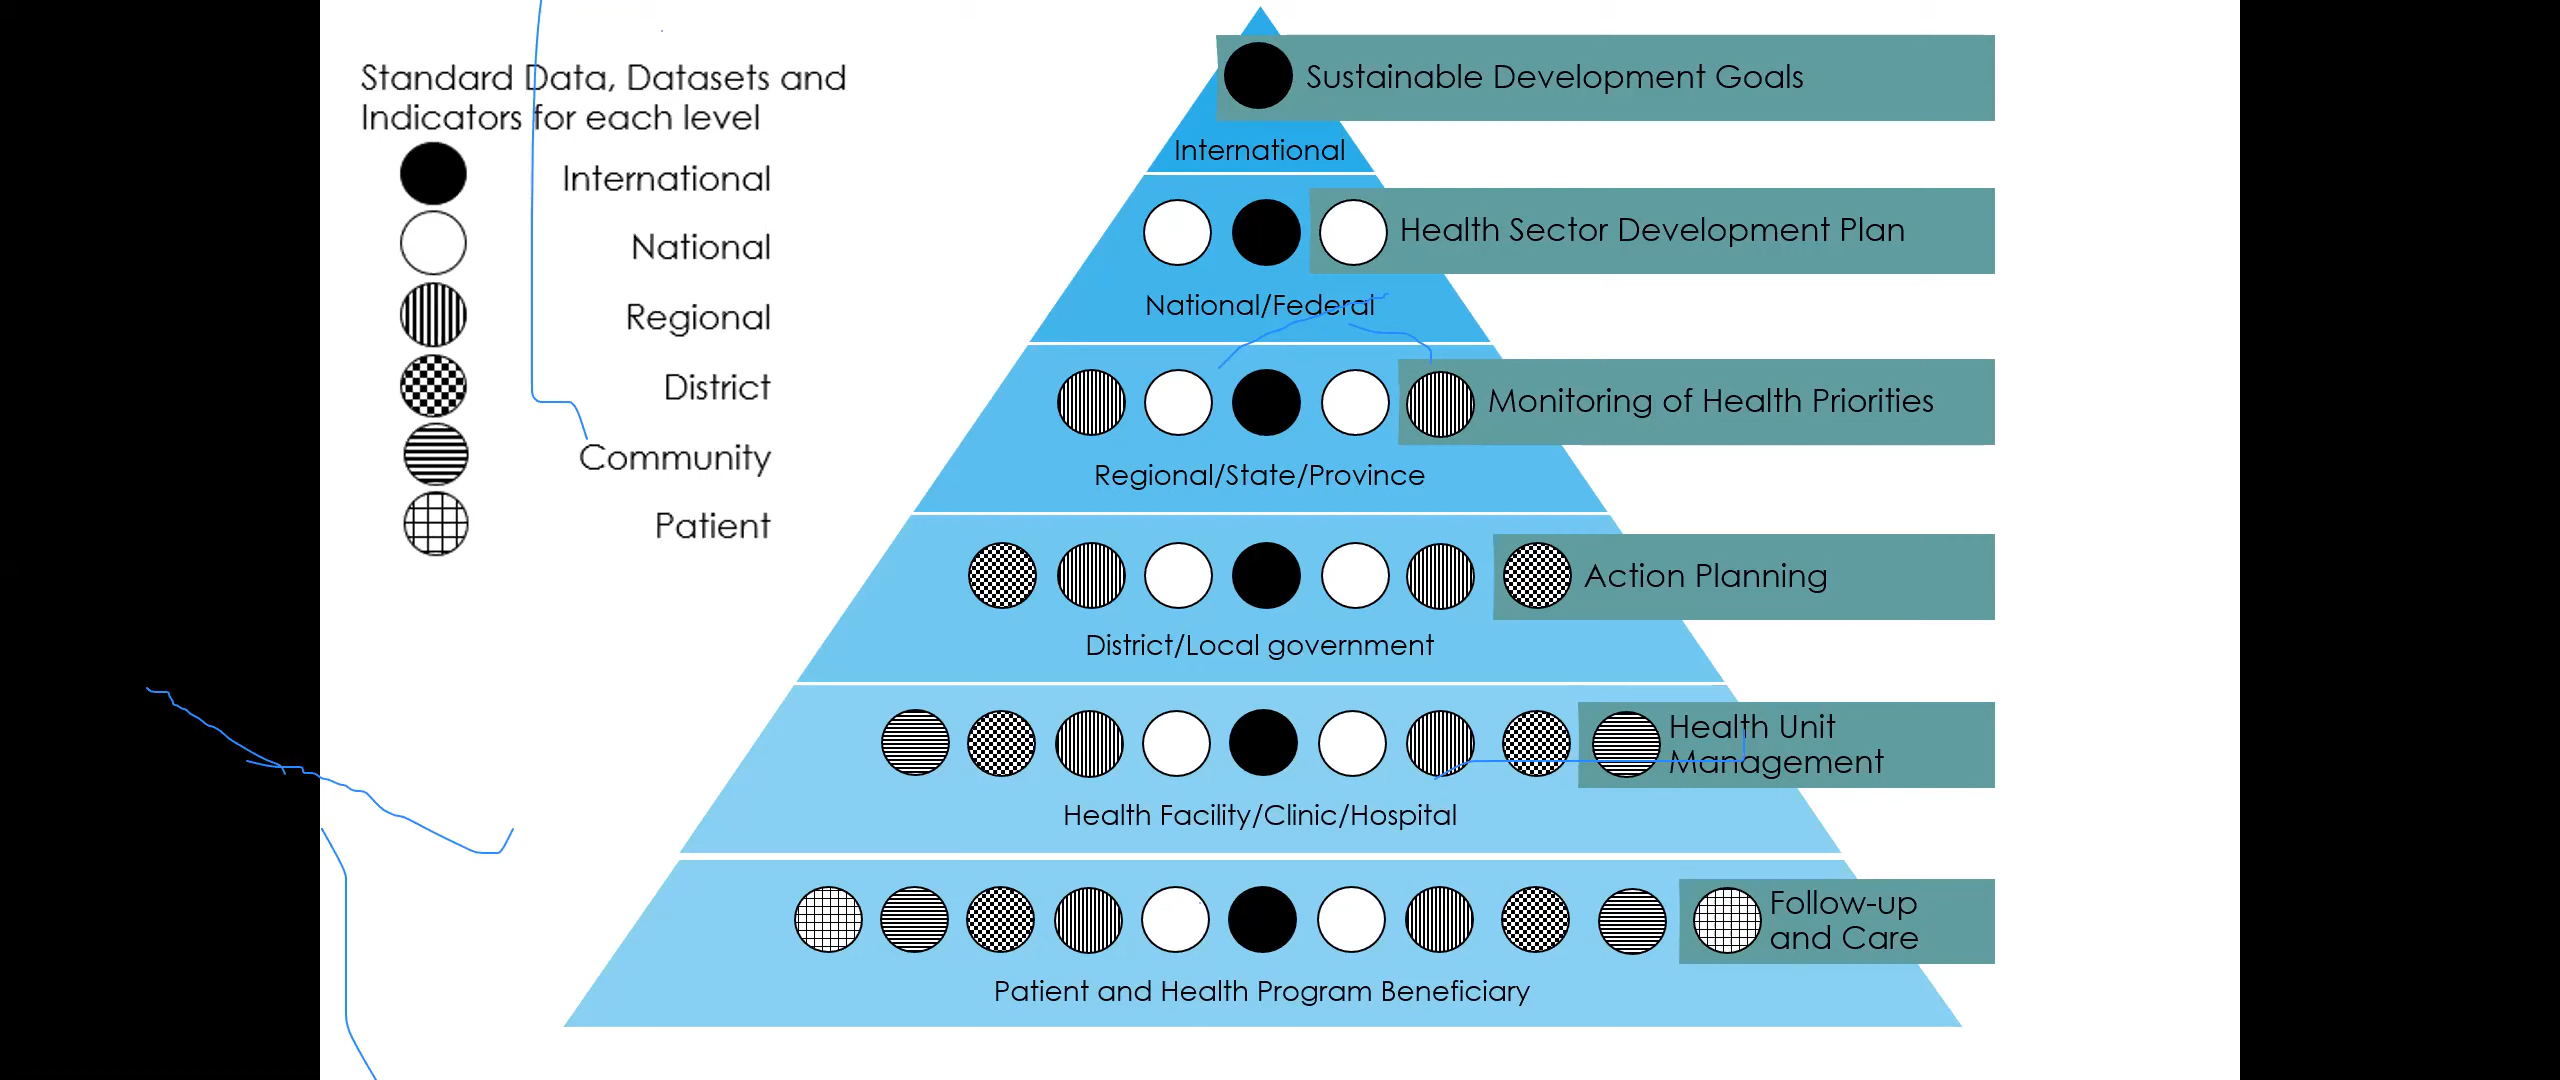 Standard Data, Datasets and
Indicators for each level
International
National
Regional
District
Community
Patient
Sustainable Development Goals
International
Health Sector Development Plan
National/Federal
Monitoring of Health Priorities
Regional/State/Province
Action Planning
District/Local government
Health Unit
Management
Health Facility/Clinic/Hospital
Follow-up
and Care
Patient and Health Program Beneficiary